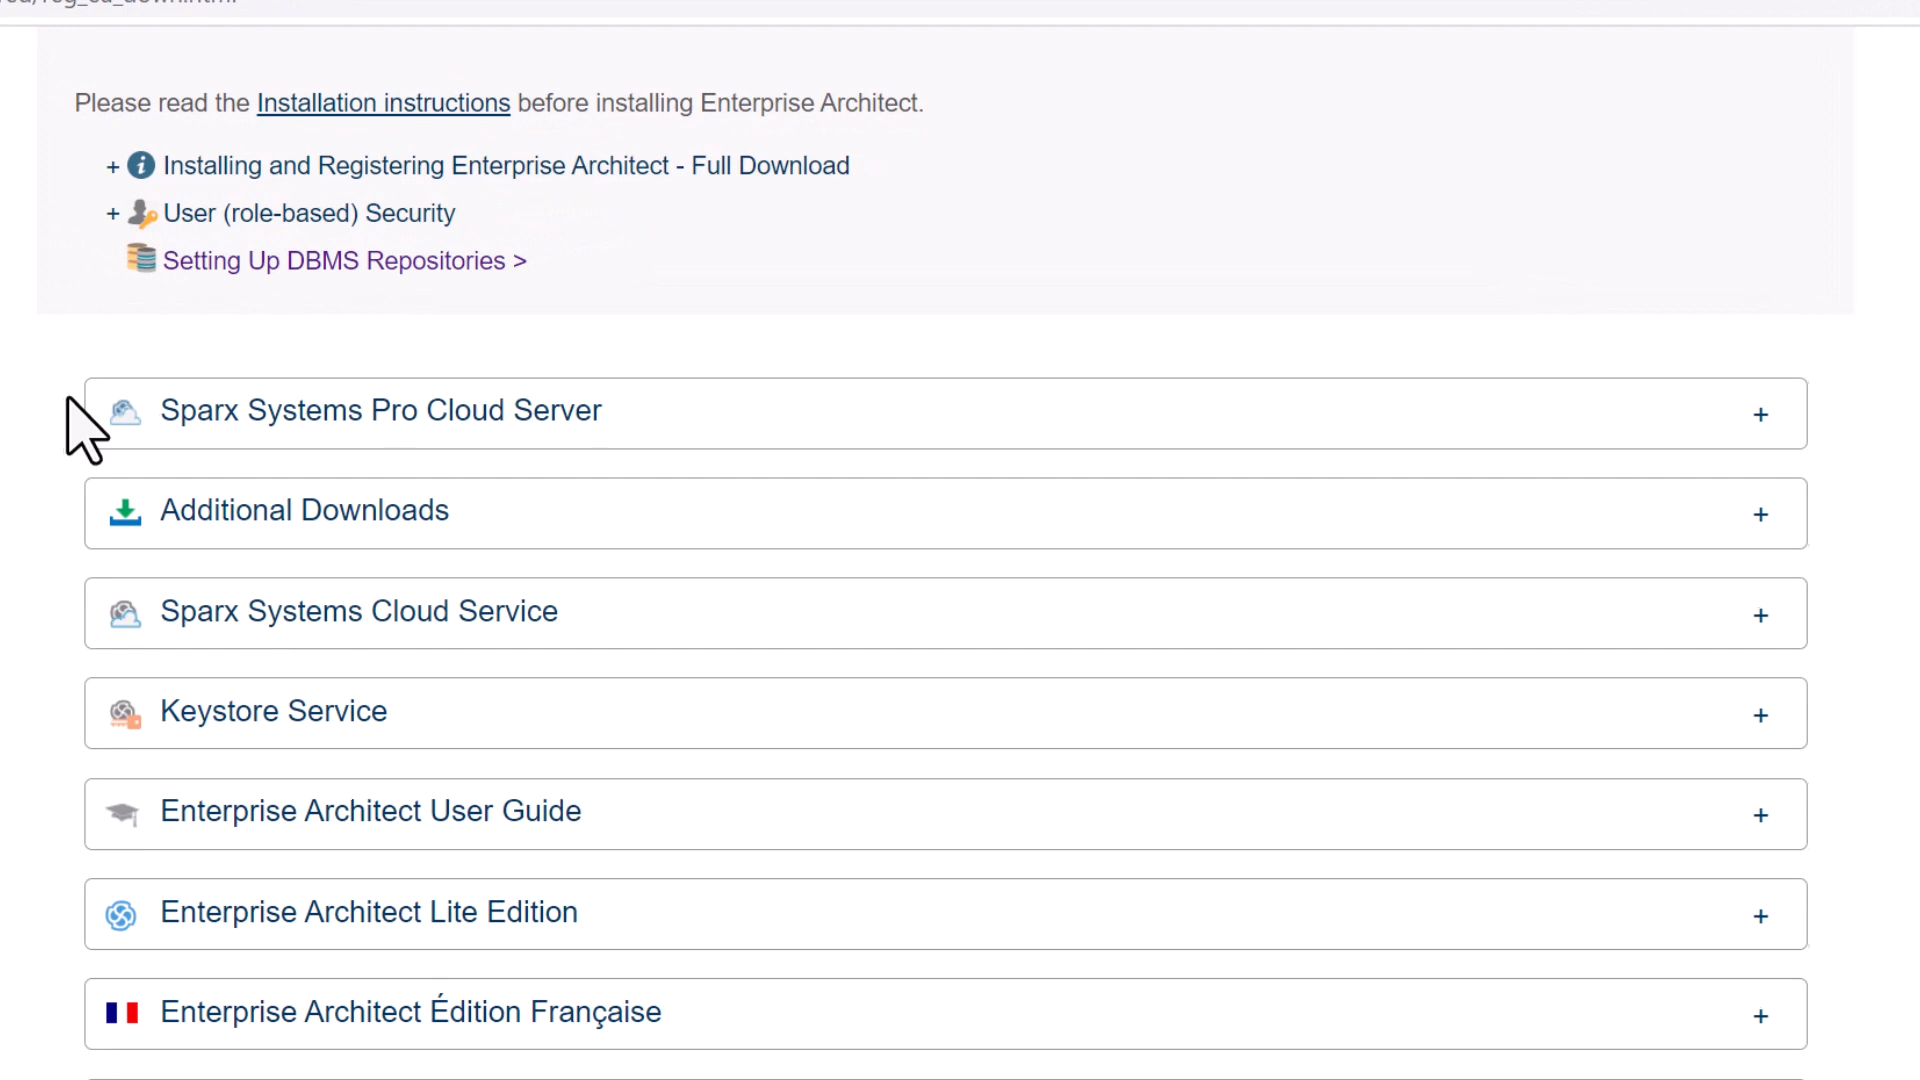 Please read the Installation instructions before installing Enterprise Architect.
+ Installing and Registering Enterprise Architect - Full Download
+ User (role-based) Security
Setting Up DBMS Repositories >
Sparx Systems Pro Cloud Server +
Additional Downloads +
Sparx Systems Cloud Service +
Keystore Service +
Enterprise Architect User Guide +
Enterprise Architect Lite Edition +
Enterprise Architect Édition Française +